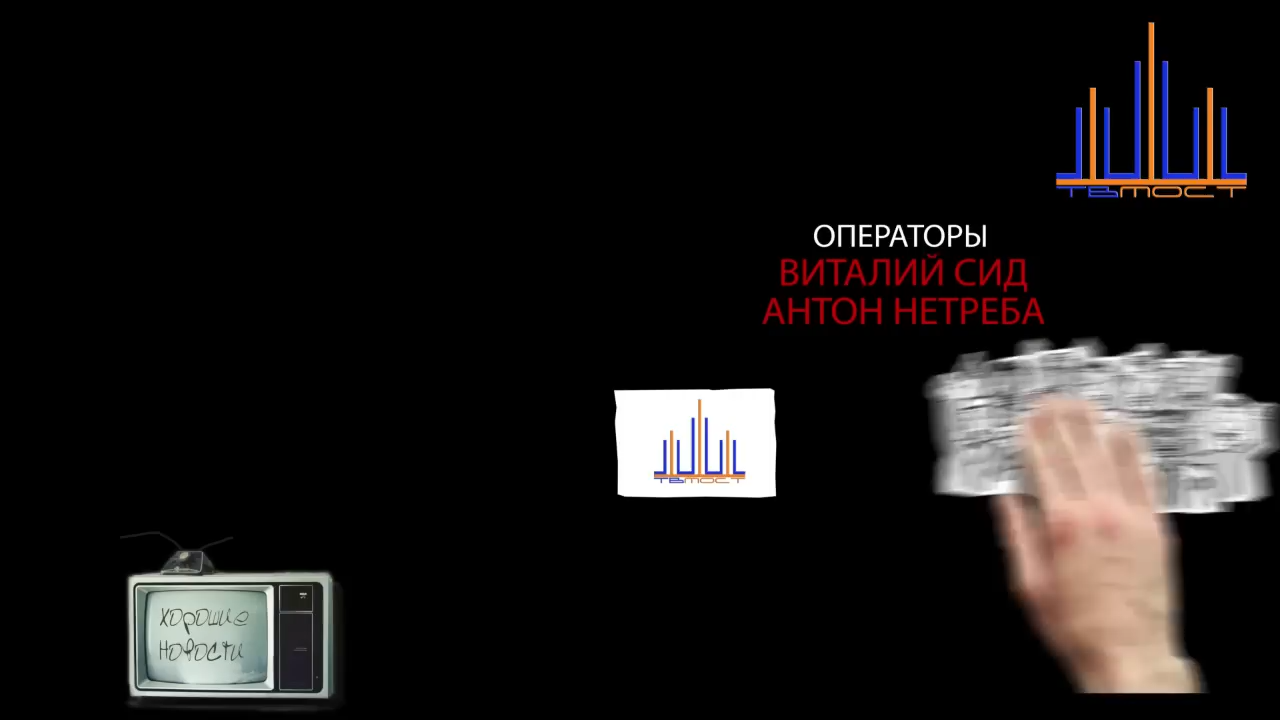 ТВМОСТ
ОПЕРАТОРЫ
ВИТАЛИЙ СИД
АНТОН НЕТРЕБА
ТВМОСТ
ХОРОШИЕ
НОВОСТИ